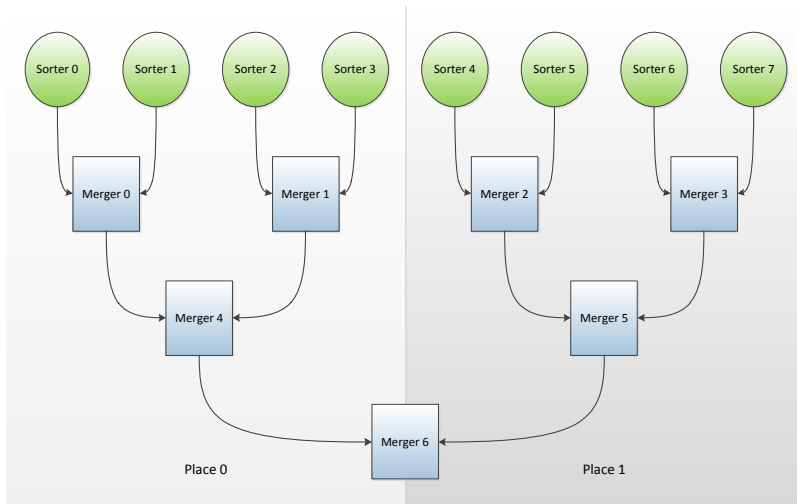 Sorter 0
Sorter 1
Sorter 2
Sorter 3
Sorter 4
Sorter 5
Sorter 6
Sorter 7
Merger 0
Merger 1
Merger 2
Merger 3
Merger 4
Merger 5
Merger 6
Place 0
Place 1